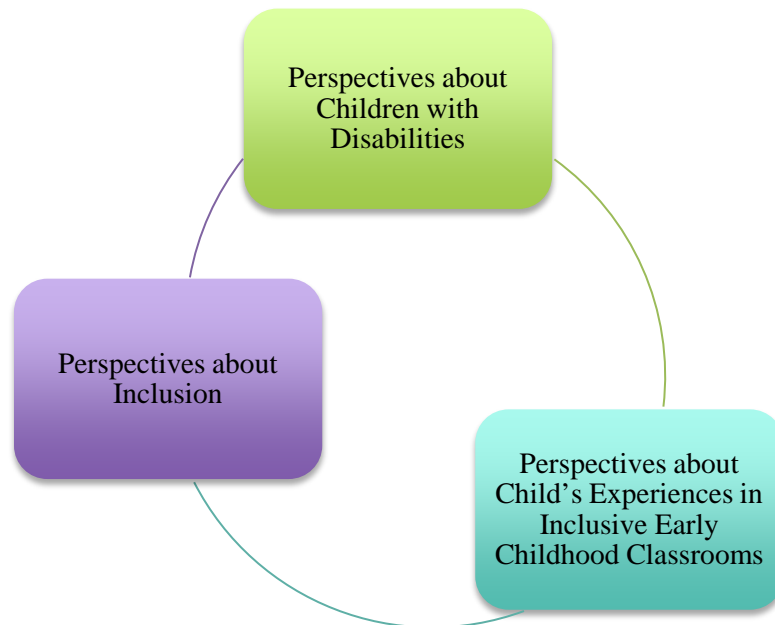 Perspectives about
Children with
Disabilities
Perspectives about
Inclusion
Perspectives about
Child’s Experiences in
Inclusive Early
Childhood Classrooms